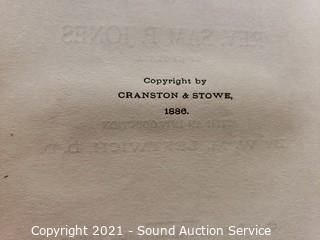 Copyright by
CRANSTON & STOWE,
1886.
Copyright 2021 - Sound Auction Service